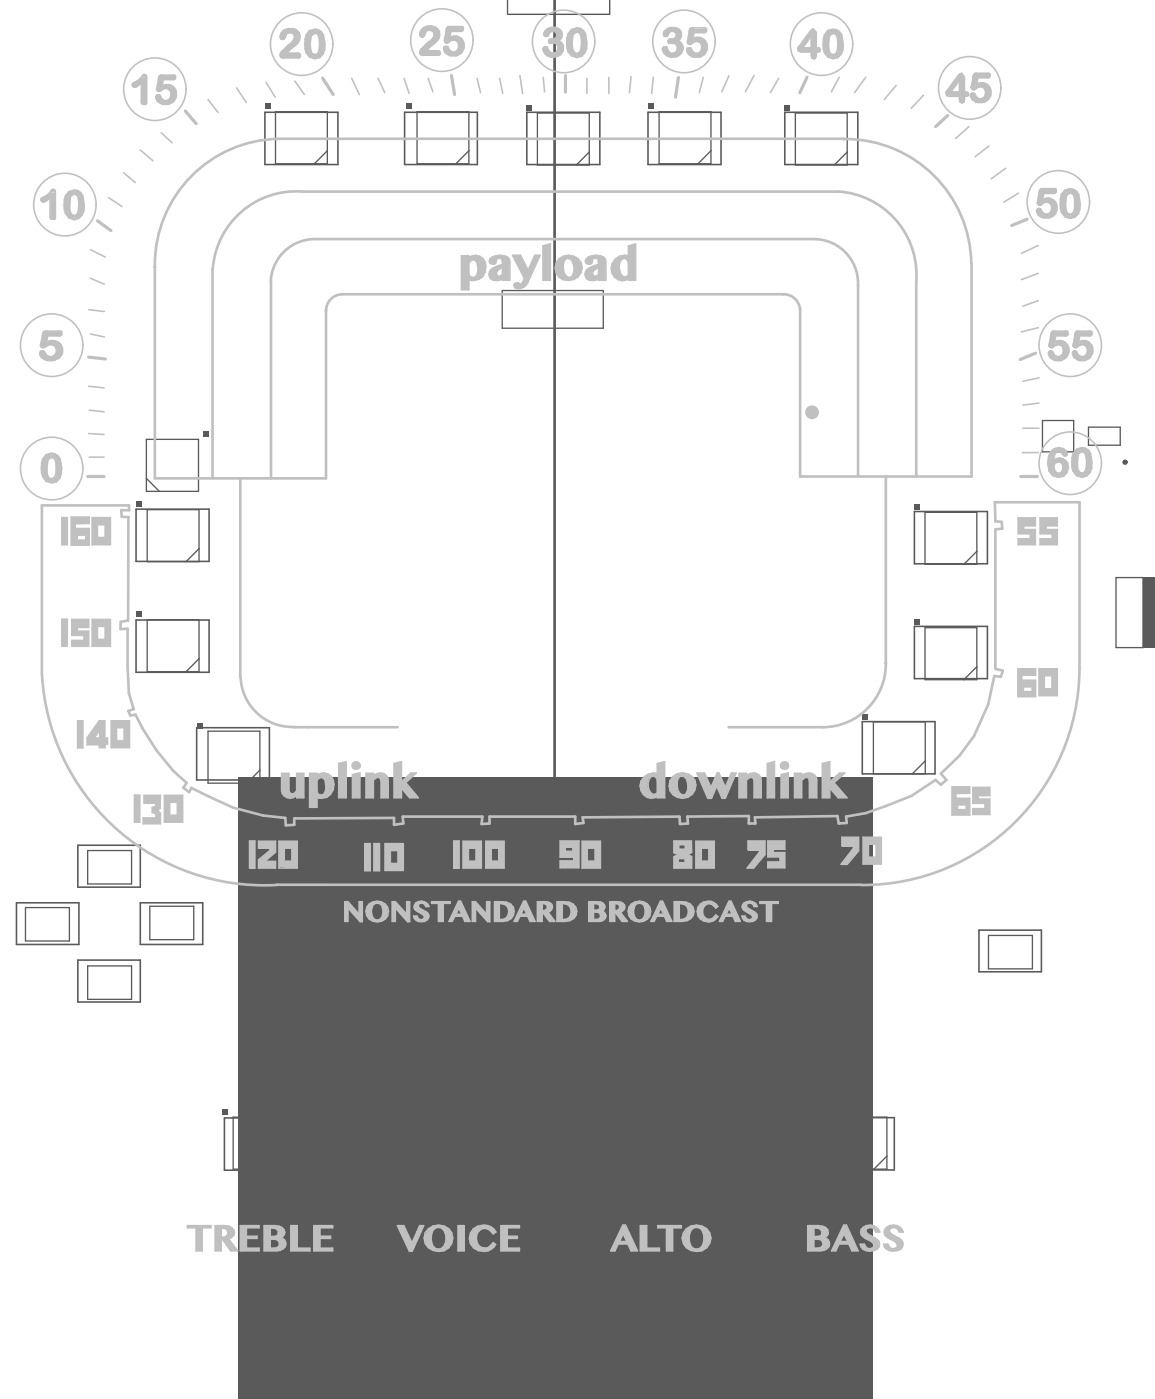 20 25 30 35 40
15 45
10 50
payload
5 55
0 60
160 55
150 60
140
uplink downlink
130 65
120 110 100 90 80 75 70
NONSTANDARD BROADCAST
TREBLE VOICE ALTO BASS